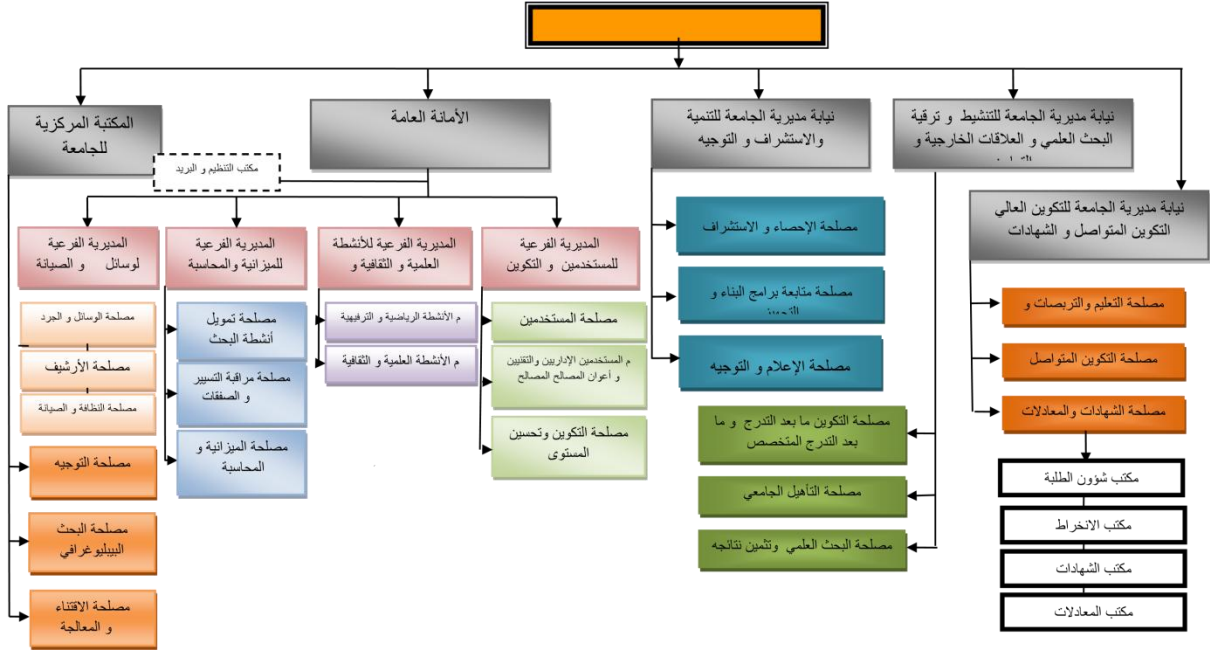 نيابة مديرية الجامعة للتنشيط و ترقية
البحث العلمي و العلاقات الخارجية و
نيابة مديرية الجامعة للتنمية
والاستشراف و التوجيه
الأمانة العامة
المكتبة المركزية
للجامعة
مكتب التنظيم و البريد
نيابة مديرية الجامعة للتكوين العالي
التكوين المتواصل و الشهادات
مصلحة التعليم والتربصات و
مصلحة التكوين المتواصل
مصلحة الشهادات والمعادلات
مكتب شؤون الطلبة
مكتب الانخراط
مكتب الشهادات
مكتب المعادلات
مصلحة التكوين ما بعد التدرج و ما
بعد التدرج المتخصص
مصلحة التأهيل الجامعي
مصلحة البحث العلمي وتثمين نتائجه
مصلحة الإحصاء و الاستشراف
مصلحة متابعة برامج البناء و
مصلحة الإعلام و التوجيه
المديرية الفرعية
للمستخدمين و التكوين
مصلحة المستخدمين
م المستخدمين الإداريين والتقنيين
و أعوان المصالح المصالح
مصلحة التكوين وتحسين
المستوى
المديرية الفرعية للأنشطة
العلمية و الثقافية و
م الأنشطة الرياضية و الترفيهية
م الأنشطة العلمية و الثقافية
المديرية الفرعية
للميزانية والمحاسبة
مصلحة تمويل
أنشطة البحث
مصلحة مراقبة التسيير
و الصفقات
مصلحة الميزانية و
المحاسبة
المديرية الفرعية
لوسائل و الصيانة
مصلحة الوسائل و الجرد
مصلحة الأرشيف
مصلحة النظافة و الصيانة
مصلحة التوجيه
مصلحة البحث
البيبليوغرافي
مصلحة الاقتناء
و المعالجة